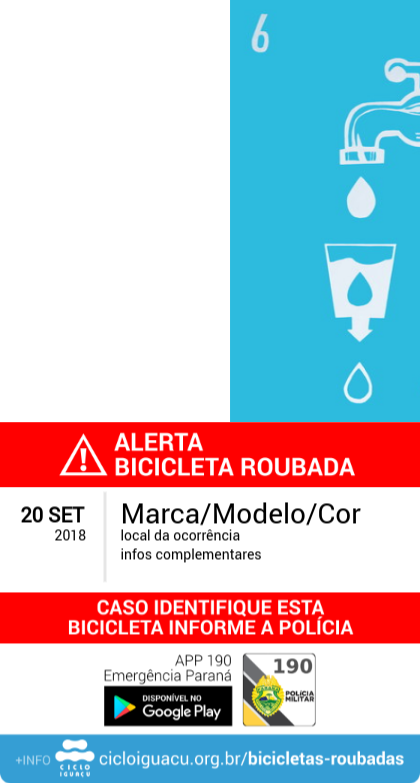 6
ALERTA
BICICLETA ROUBADA
20 SET
2018
Marca/Modelo/Cor
local da ocorrência
infos complementares
CASO IDENTIFIQUE ESTA
BICICLETA INFORME A POLÍCIA
APP 190
Emergência Paraná
DISPONÍVEL NO
Google Play
190
POLÍCIA
MILITAR
+INFO
CICLO
IGUAÇU
cicloiguacu.org.br/bicicletas-roubadas